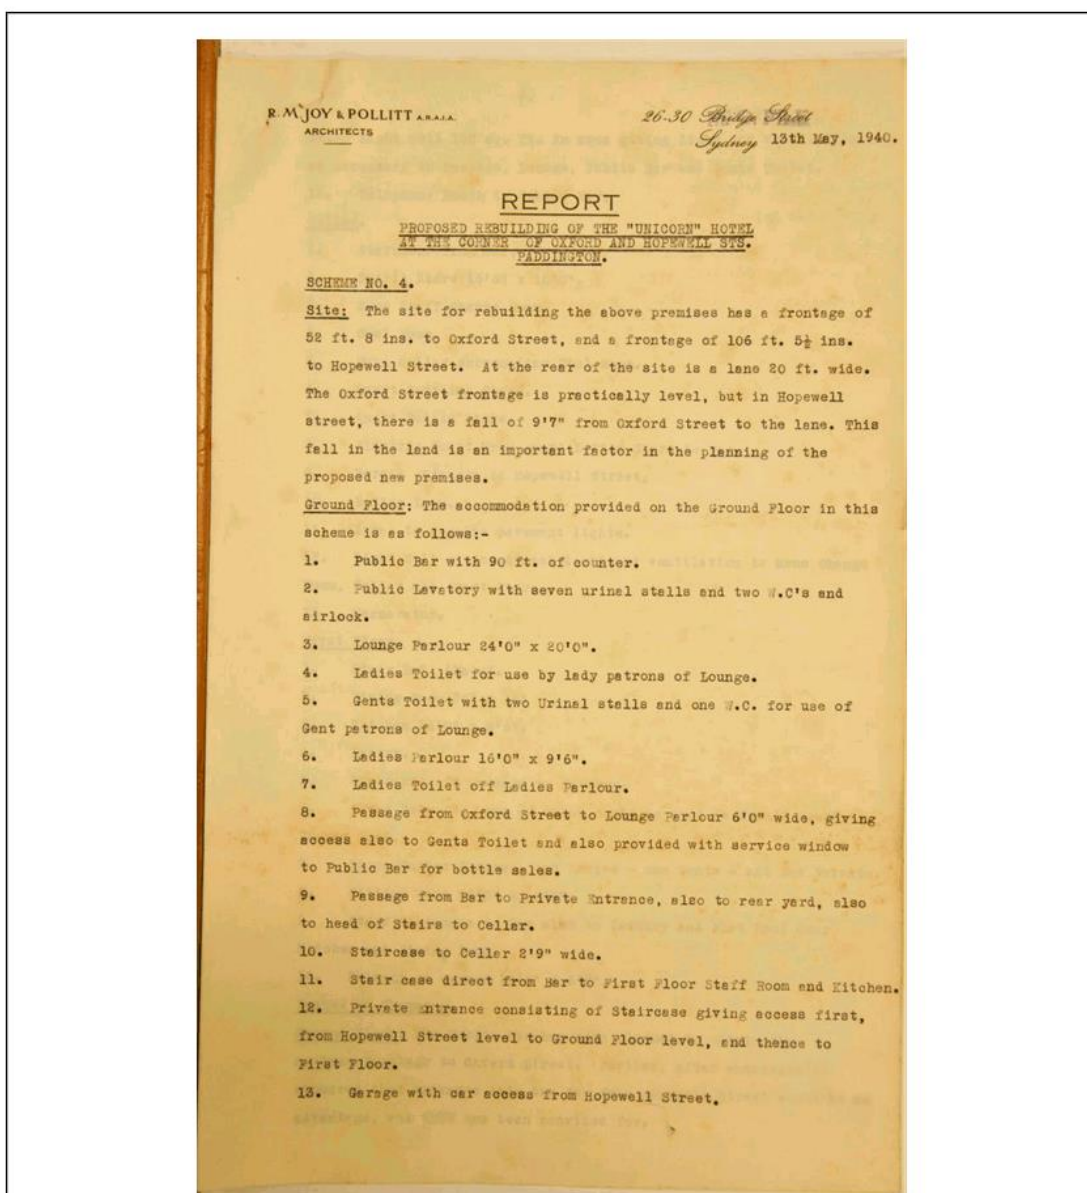 R. McJOY & POLLITT A.R.A.I.A.
ARCHITECTS
26-30 Bridge Street
Sydney 13th May, 1940.
REPORT
PROPOSED REBUILDING OF THE "UNICORN" HOTEL
AT THE CORNER OF OXFORD AND HOPEWELL STS.
PADDINGTON.
SCHEME NO. 4.
Site: The site for rebuilding the above premises has a frontage of
52 ft. 8 ins. to Oxford Street, and a frontage of 106 ft. 5½ ins.
to Hopewell Street. At the rear of the site is a lane 20 ft. wide.
The Oxford Street frontage is practically level, but in Hopewell
street, there is a fall of 9'7" from Oxford Street to the lane. This
fall in the land is an important factor in the planning of the
proposed new premises.
Ground Floor: The accommodation provided on the Ground Floor in this
scheme is as follows:-
1. Public Bar with 90 ft. of counter.
2. Public Lavatory with seven urinal stalls and two W.C's and
airlock.
3. Lounge Parlour 24'0" x 20'0".
4. Ladies Toilet for use by lady patrons of Lounge.
5. Gents Toilet with two Urinal stalls and one W.C. for use of
Gent patrons of Lounge.
6. Ladies Parlour 16'0" x 9'6".
7. Ladies Toilet off Ladies Parlour.
8. Passage from Oxford Street to Lounge Parlour 6'0" wide, giving
access also to Gents Toilet and also provided with service window
to Public Bar for bottle sales.
9. Passage from Bar to Private Entrance, also to rear yard, also
to head of Stairs to Cellar.
10. Staircase to Cellar 2'9" wide.
11. Stair case direct from Bar to First Floor Staff Room and Kitchen.
12. Private Entrance consisting of Staircase giving access first,
from Hopewell Street level to Ground Floor level, and thence to
First Floor.
13. Garage with car access from Hopewell Street.